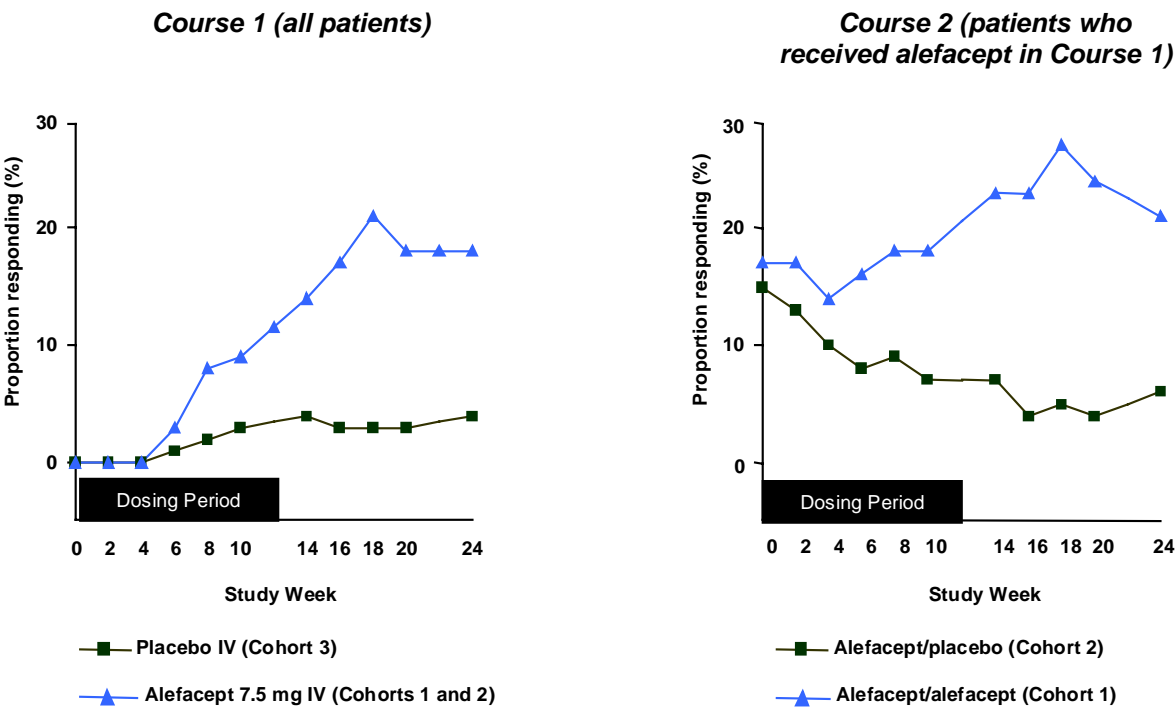 Course 1 (all patients)
30
20
10
0
Proportion responding (%)
Dosing Period
0 2 4 6 8 10 14 16 18 20 24
Study Week
Placebo IV (Cohort 3)
Alefacept 7.5 mg IV (Cohorts 1 and 2)
Course 2 (patients who
received alefacept in Course 1)
30
20
10
0
Proportion responding (%)
Dosing Period
0 2 4 6 8 10 14 16 18 20 24
Study Week
Alefacept/placebo (Cohort 2)
Alefacept/alefacept (Cohort 1)